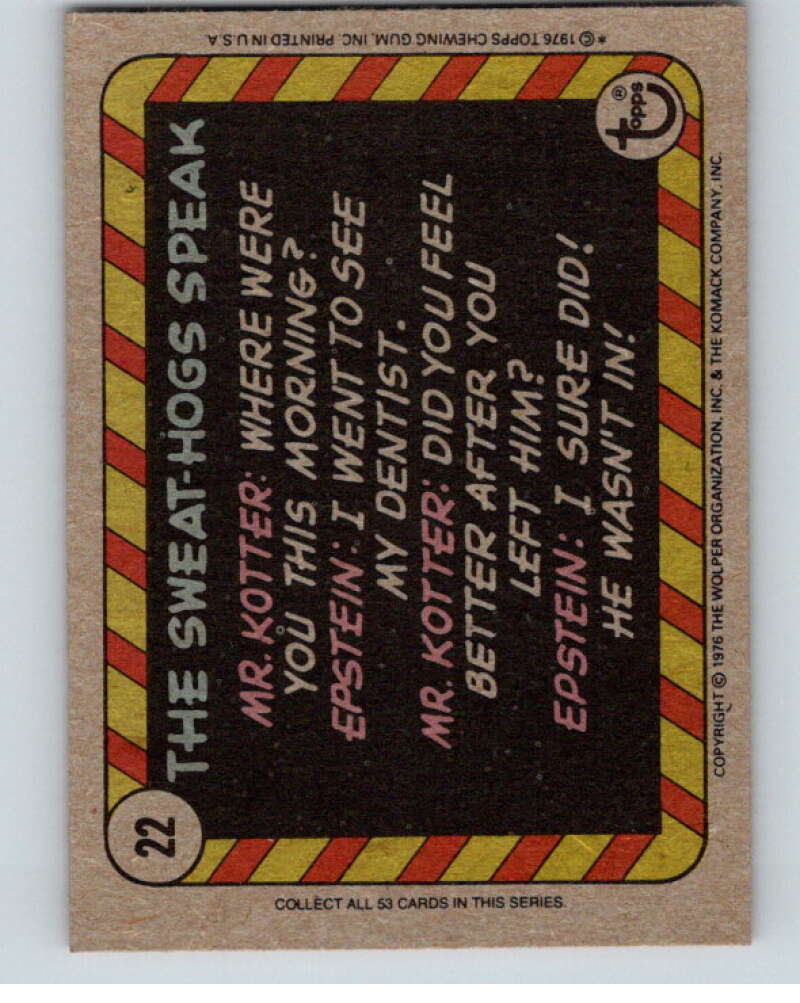 22
THE SWEAT-HOGS SPEAK
MR. KOTTER: WHERE WERE
YOU THIS MORNING?
EPSTEIN: I WENT TO SEE
MY DENTIST.
MR. KOTTER: DID YOU FEEL
BETTER AFTER YOU
LEFT HIM?
EPSTEIN: I SURE DID!
HE WASN'T IN!
topps®
COPYRIGHT © 1976 THE WOLPER ORGANIZATION, INC. & THE KOMACK COMPANY, INC.
COLLECT ALL 53 CARDS IN THIS SERIES.
*© 1976 TOPPS CHEWING GUM, INC. PRINTED IN U.S.A